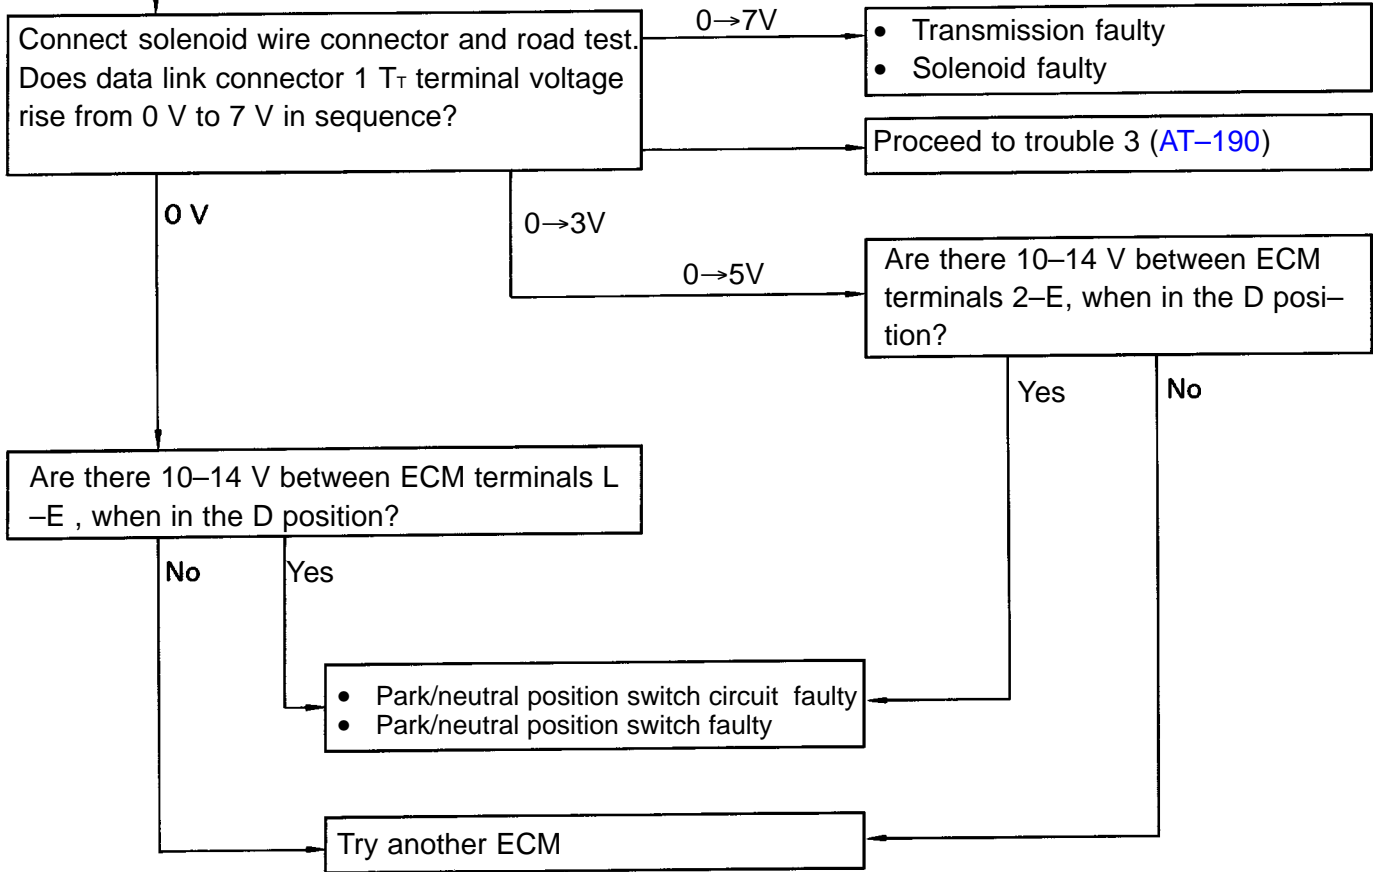 Connect solenoid wire connector and road test.
Does data link connector 1 TT terminal voltage
rise from 0 V to 7 V in sequence?
0→7V
• Transmission faulty
• Solenoid faulty
Proceed to trouble 3 (AT–190)
0 V
0→3V
0→5V
Are there 10–14 V between ECM
terminals 2–E, when in the D posi–
tion?
Yes
No
Are there 10–14 V between ECM terminals L
–E , when in the D position?
No
Yes
• Park/neutral position switch circuit faulty
• Park/neutral position switch faulty
Try another ECM